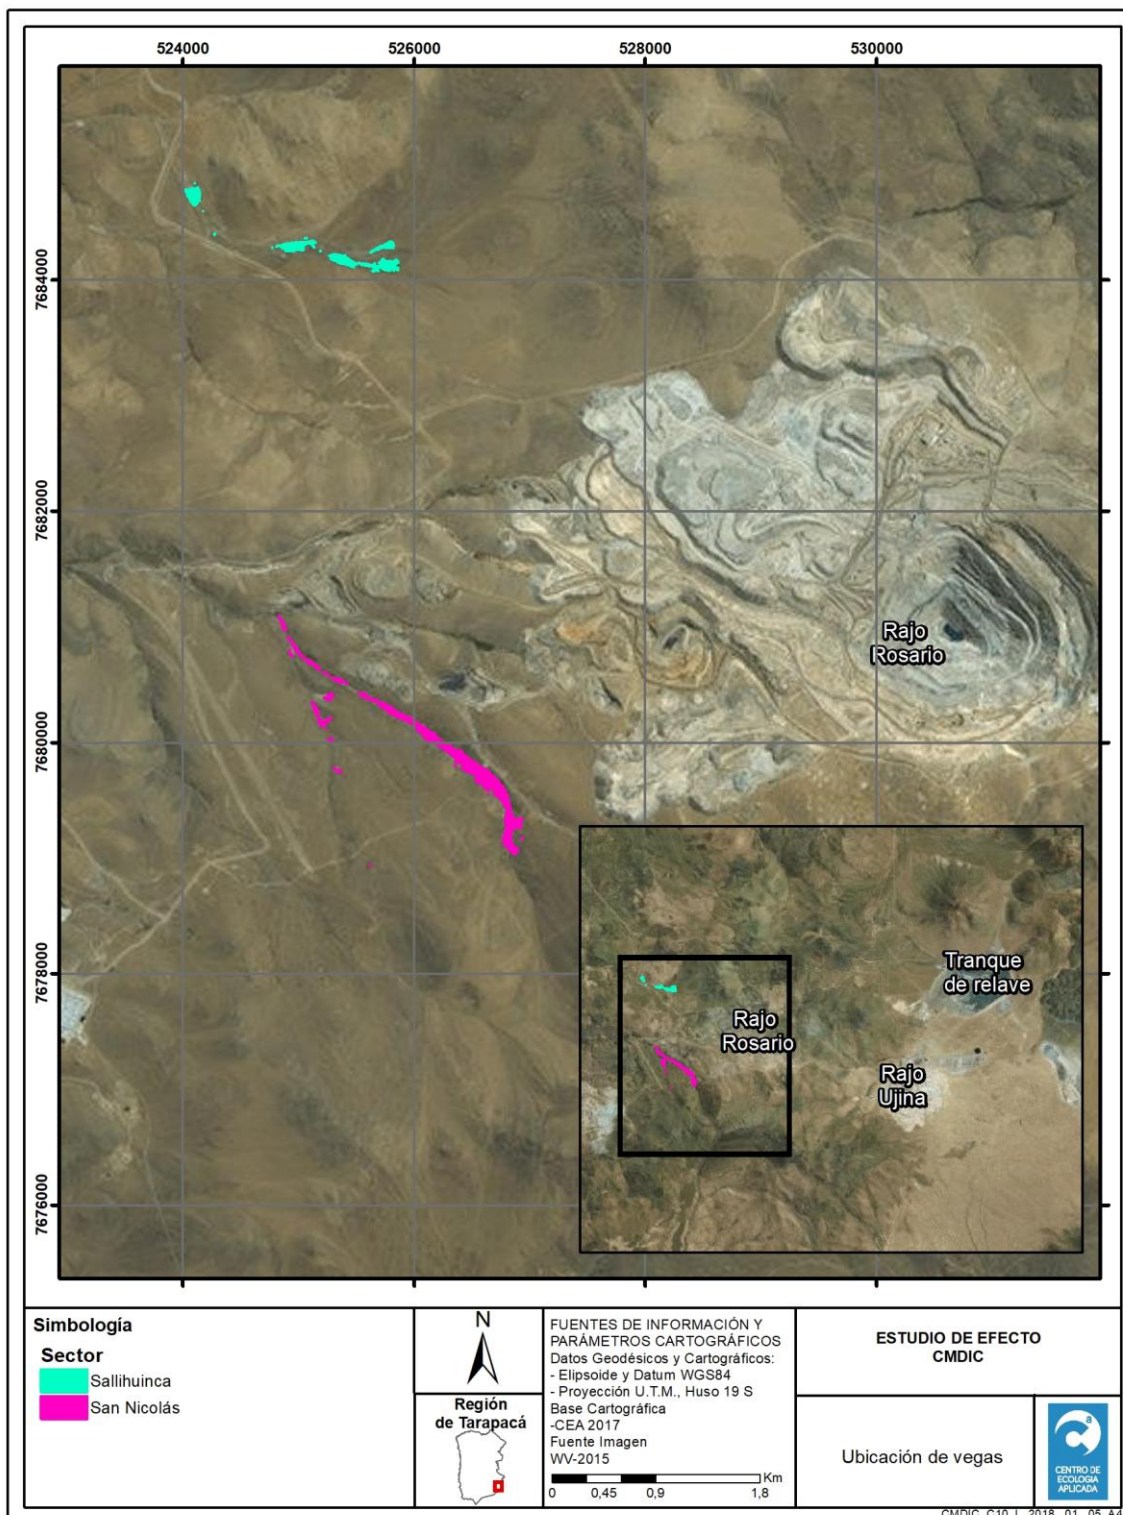 524000 526000 528000 530000
7684000
7682000
7680000
7678000
7676000
Rajo
Rosario
Tranque
de relave
Rajo
Rosario
Rajo
Ujina
Simbología
Sector
Sallihuinca
San Nicolás
N
Región
de Tarapacá
FUENTES DE INFORMACIÓN Y
PARÁMETROS CARTOGRÁFICOS
Datos Geodésicos y Cartográficos:
- Elipsoide y Datum WGS84
- Proyección U.T.M., Huso 19 S
Base Cartográfica
-CEA 2017
Fuente Imagen
WV-2015
Km
0 0,45 0,9 1,8
ESTUDIO DE EFECTO
CMDIC
Ubicación de vegas
a
CENTRO DE
ECOLOGIA
APLICADA
CMDIC_C10_L_2018_01_05_A4